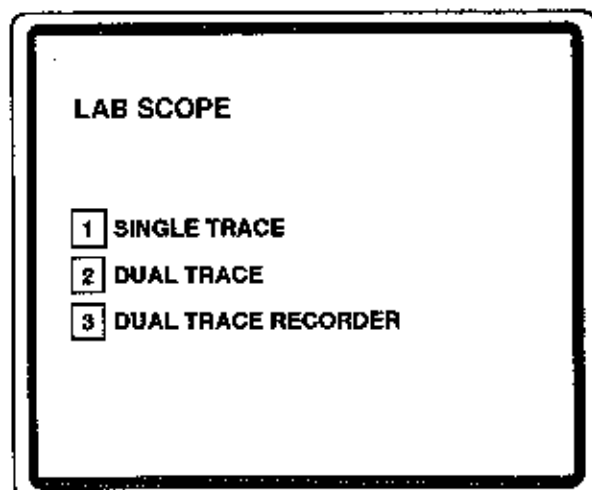 LAB SCOPE
1 SINGLE TRACE
2 DUAL TRACE
3 DUAL TRACE RECORDER